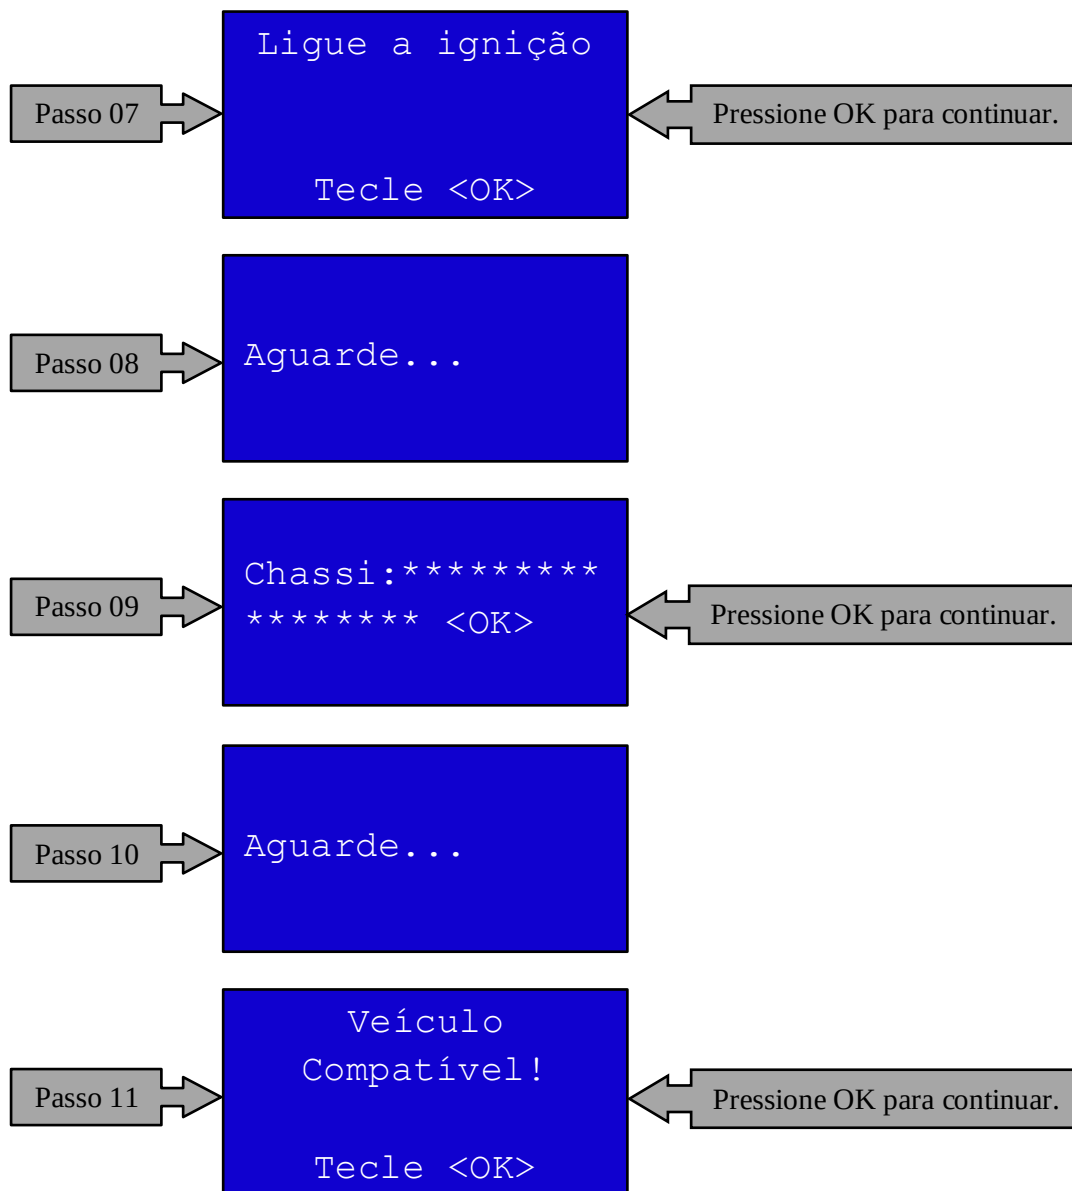 Ligue a ignição
Passo 07
Pressione OK para continuar.
Tecle <OK>
Passo 08
Aguarde...
Chassi:*********
******** <OK>
Passo 09
Pressione OK para continuar.
Passo 10
Aguarde...
Veículo
Compatível!
Passo 11
Pressione OK para continuar.
Tecle <OK>